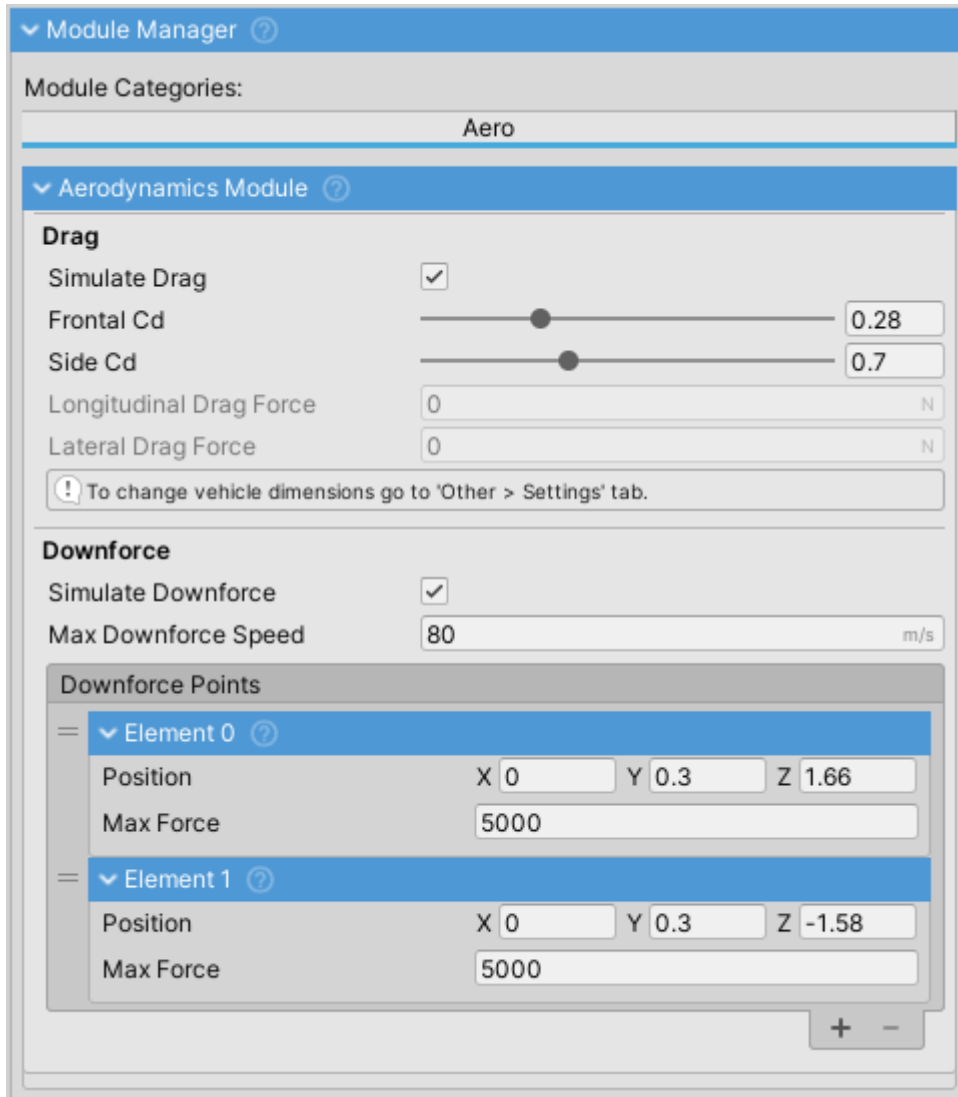 Module Manager ?
Module Categories:
Aero
Aerodynamics Module ?
Drag
Simulate Drag
Frontal Cd 0.28
Side Cd 0.7
Longitudinal Drag Force 0 N
Lateral Drag Force 0 N
! To change vehicle dimensions go to 'Other > Settings' tab.
Downforce
Simulate Downforce
Max Downforce Speed 80 m/s
Downforce Points
= Element 0 ?
Position X 0 Y 0.3 Z 1.66
Max Force 5000
= Element 1 ?
Position X 0 Y 0.3 Z -1.58
Max Force 5000
+ −